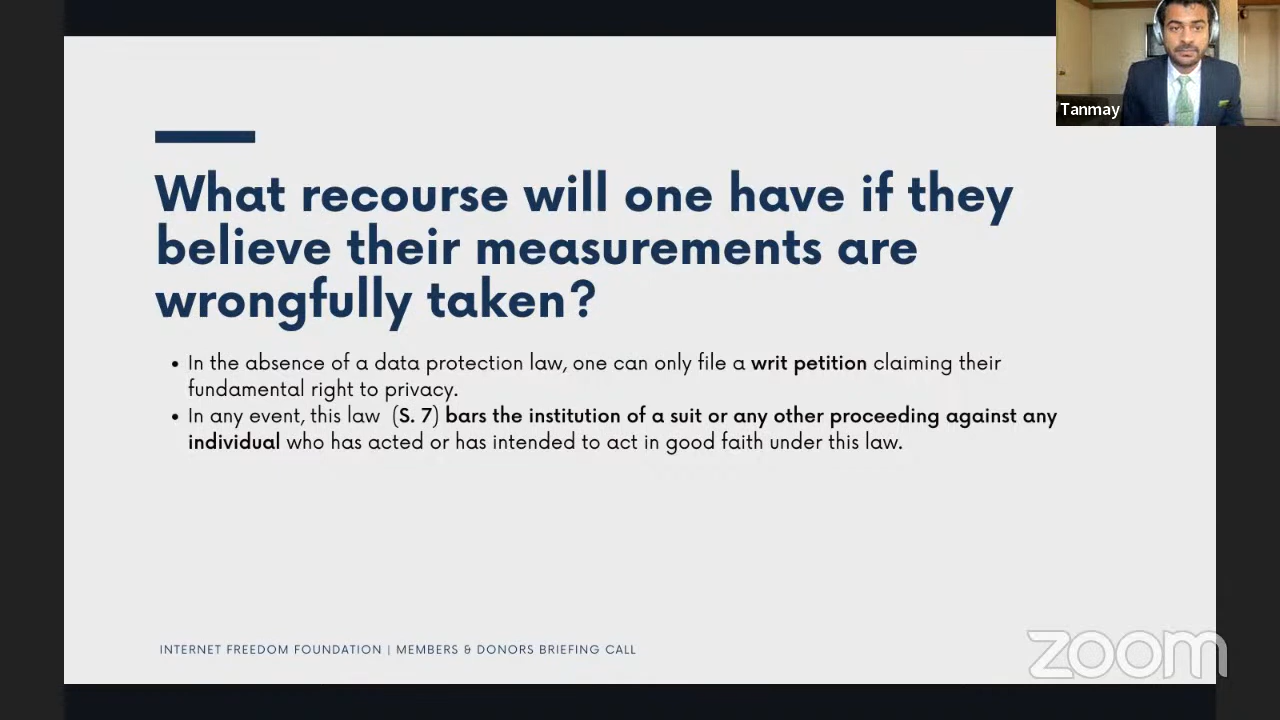 Tanmay
What recourse will one have if they
believe their measurements are
wrongfully taken?
• In the absence of a data protection law, one can only file a writ petition claiming their
fundamental right to privacy.
• In any event, this law (S. 7) bars the institution of a suit or any other proceeding against any
individual who has acted or has intended to act in good faith under this law.
INTERNET FREEDOM FOUNDATION | MEMBERS & DONORS BRIEFING CALL
zoom